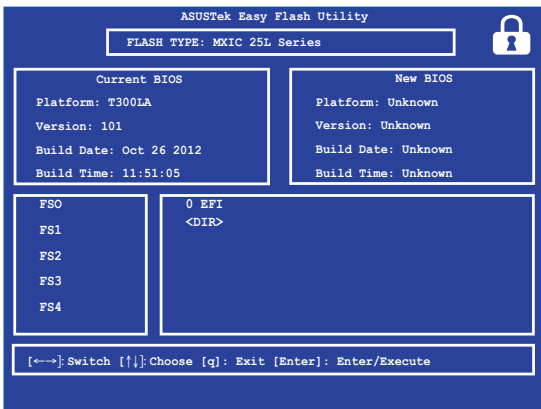 ASUSTek Easy Flash Utility
FLASH TYPE: MXIC 25L Series
Current BIOS
Platform: T300LA
Version: 101
Build Date: Oct 26 2012
Build Time: 11:51:05
New BIOS
Platform: Unknown
Version: Unknown
Build Date: Unknown
Build Time: Unknown
FSO
FS1
FS2
FS3
FS4
0 EFI
<DIR>
[←→]: Switch [↑↓]: Choose [q]: Exit [Enter]: Enter/Execute